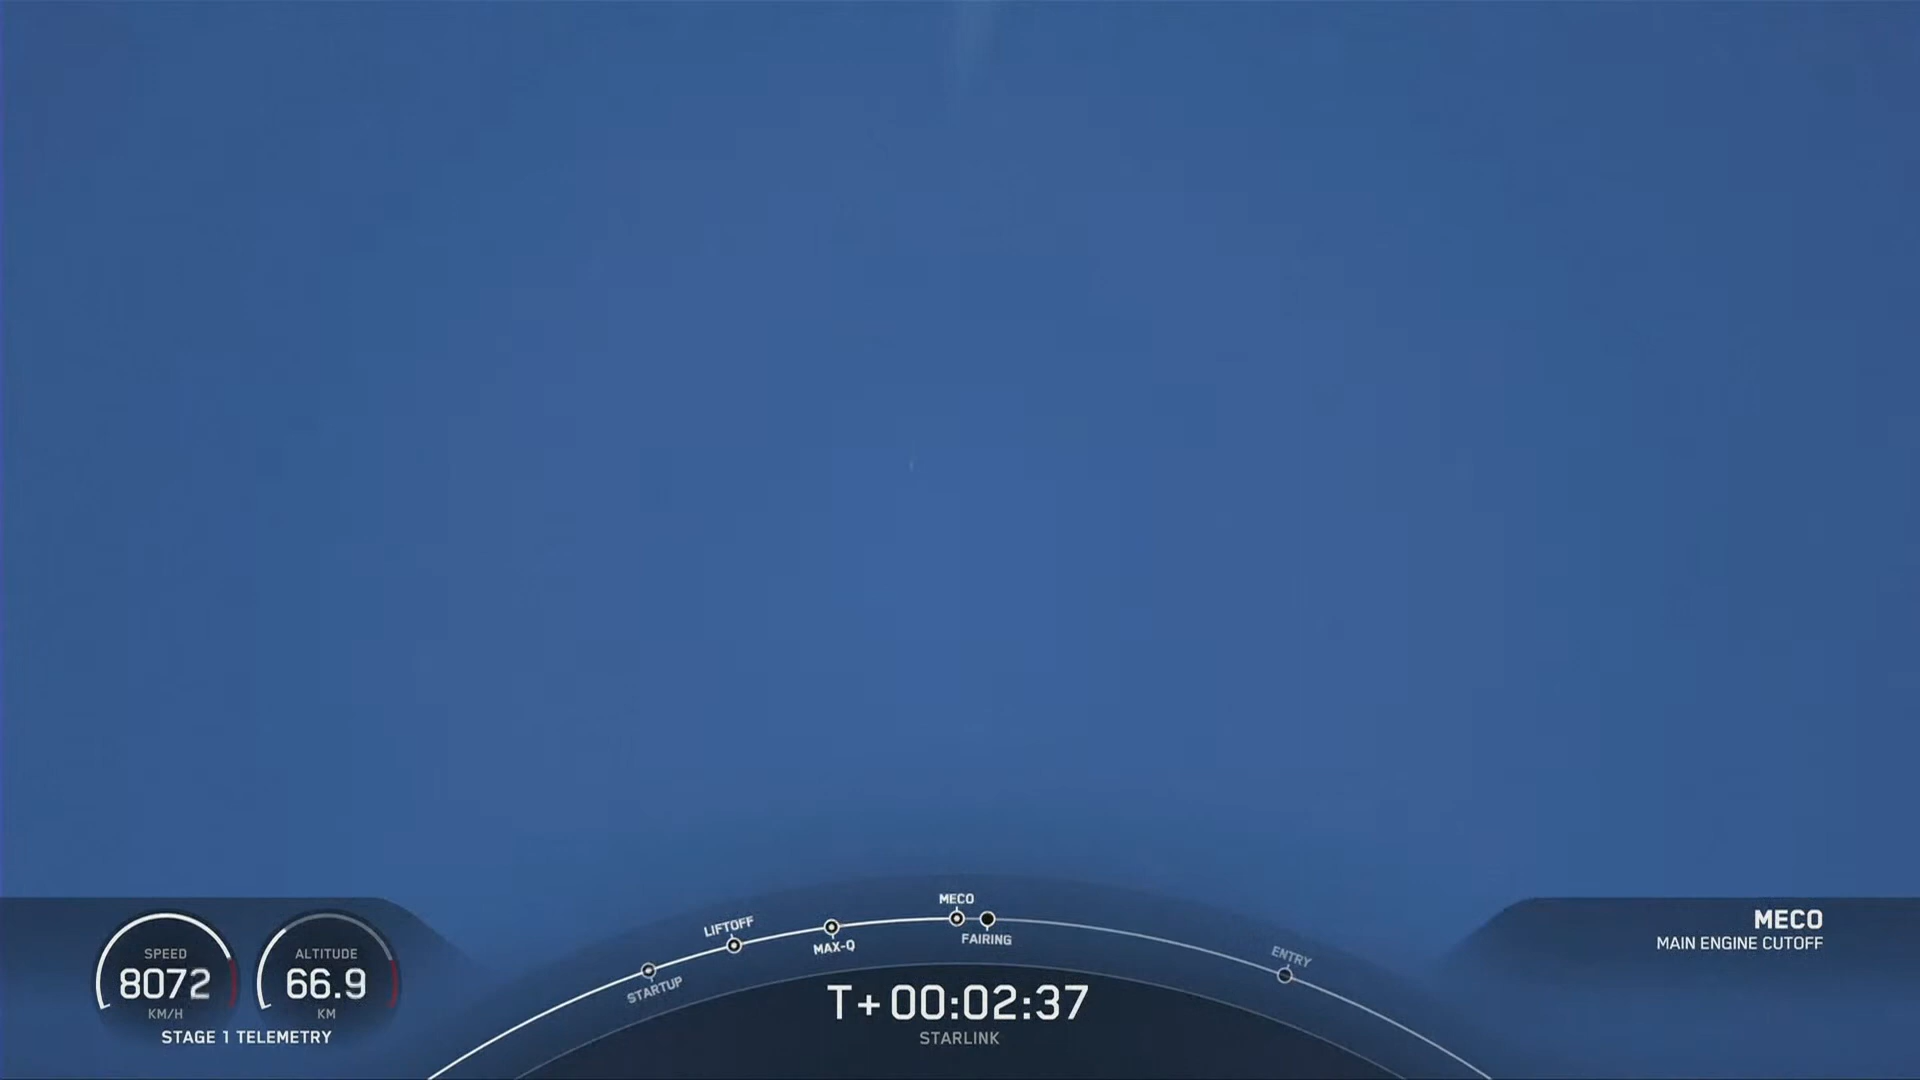 SPEED
8072
KM/H
ALTITUDE
66.9
KM
STAGE 1 TELEMETRY
STARTUP
LIFTOFF
MAX-Q
MECO
FAIRING
ENTRY
T+00:02:37
STARLINK
MECO
MAIN ENGINE CUTOFF